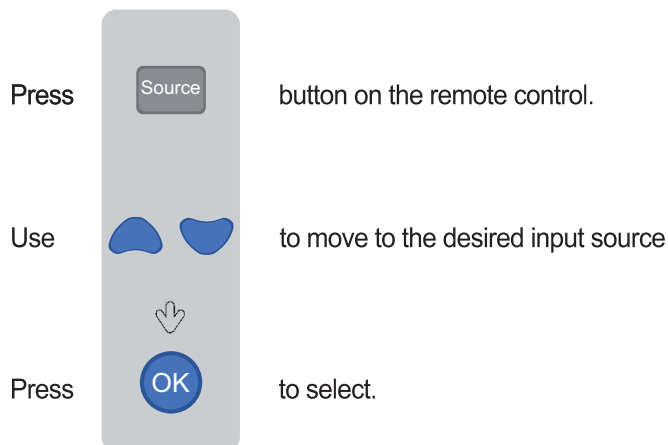 Press Source button on the remote control.
Use to move to the desired input source
Press OK to select.